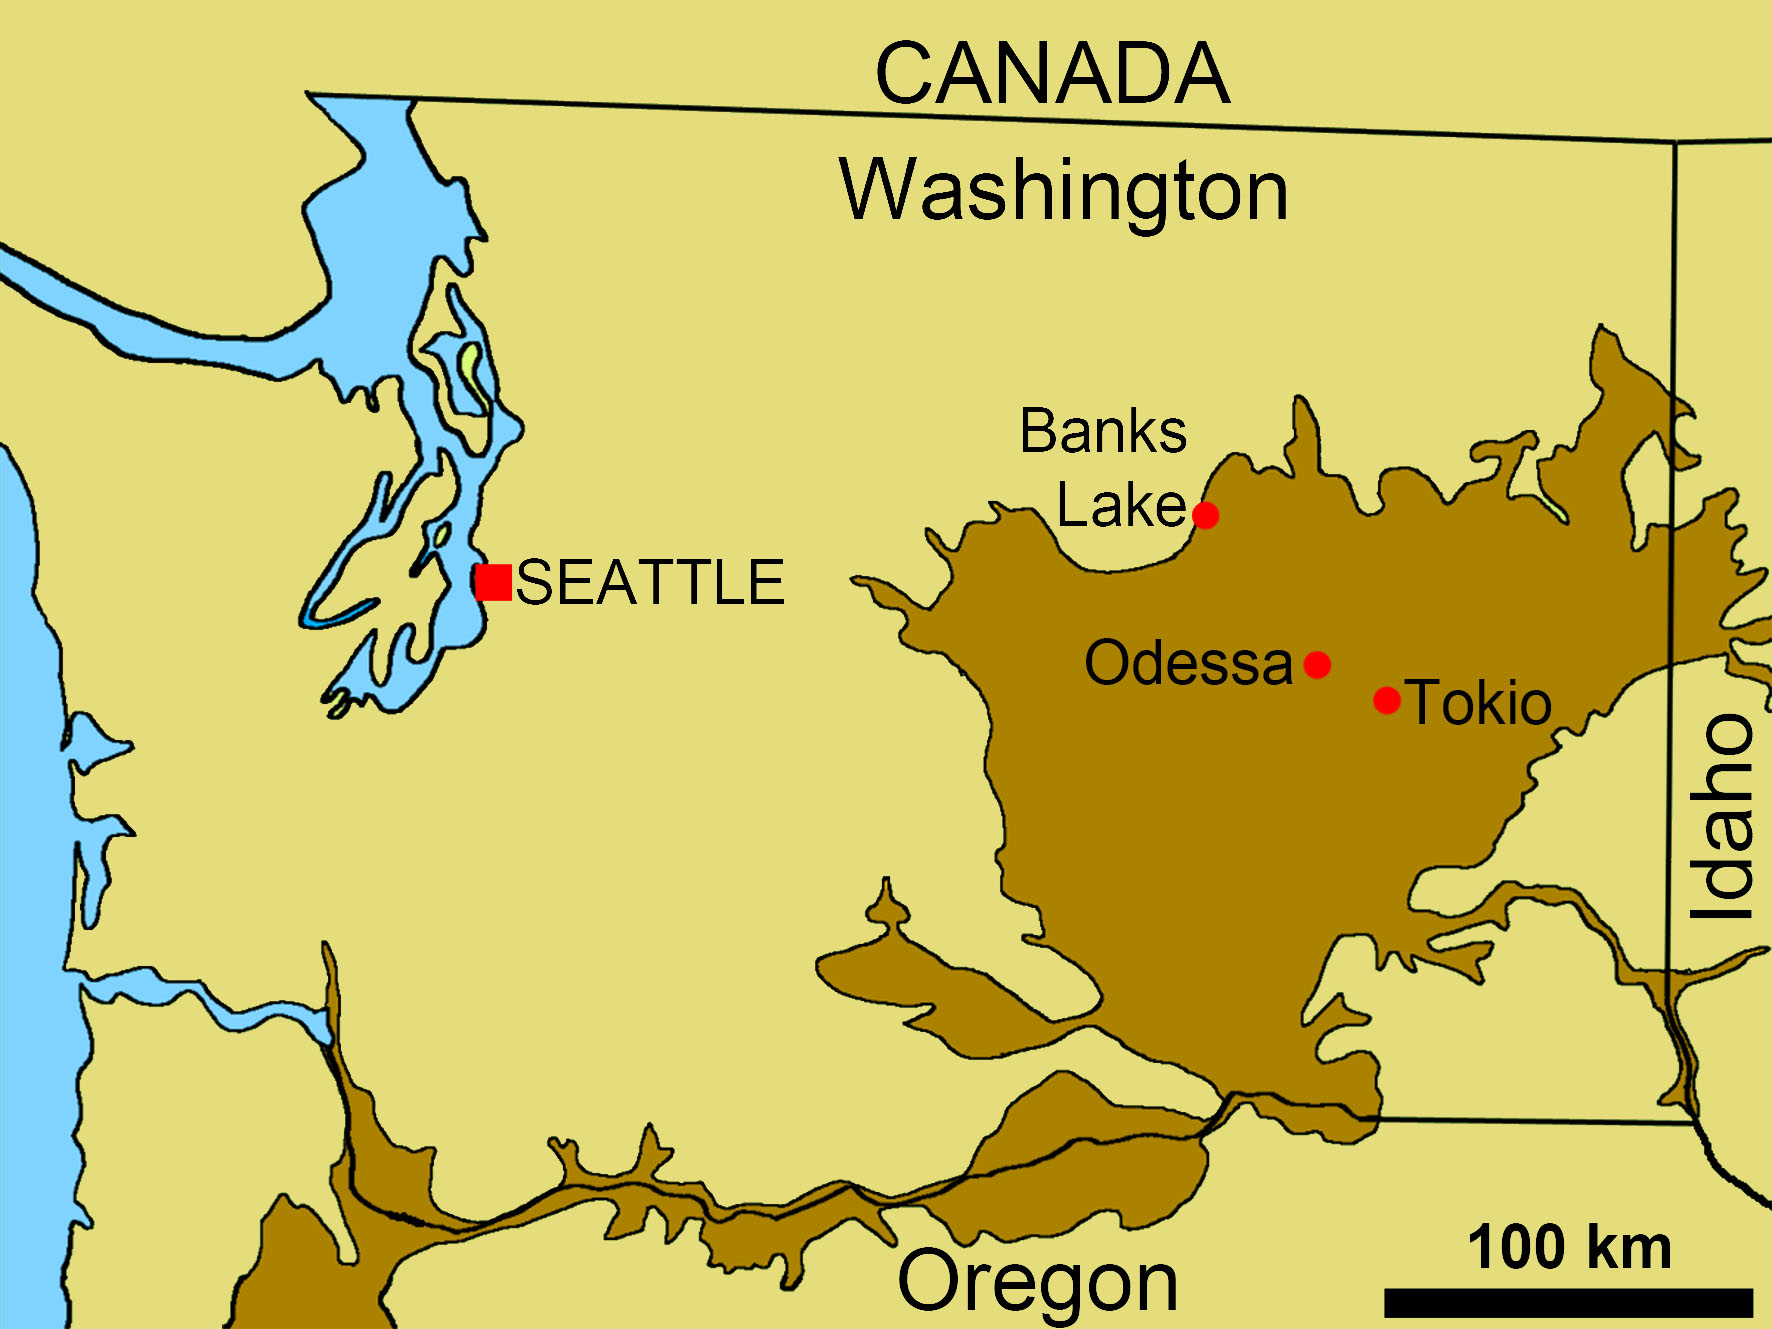 CANADA
Washington
Banks
Lake
SEATTLE
Odessa
Tokio
Idaho
Oregon
100 km